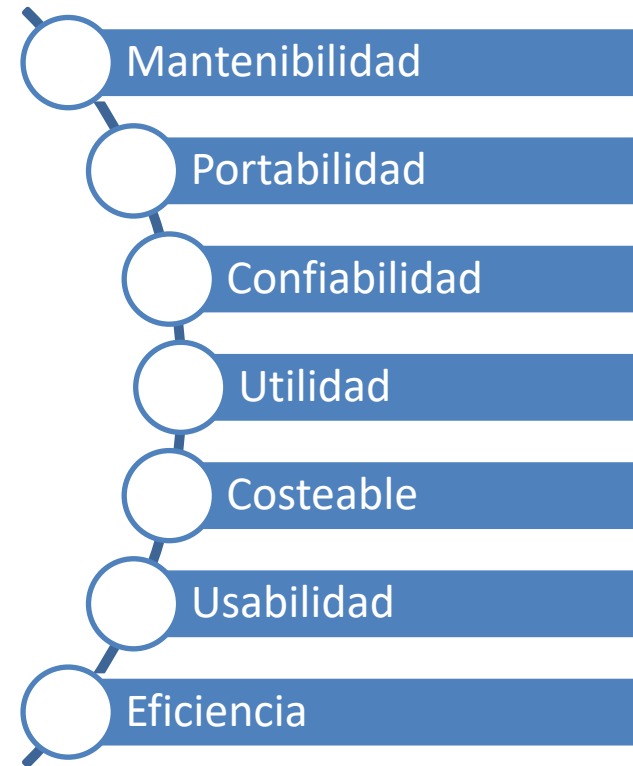 Mantenibilidad
Portabilidad
Confiabilidad
Utilidad
Costeable
Usabilidad
Eficiencia